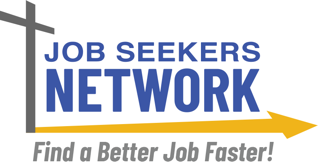 JOB SEEKERS
NETWORK
Find a Better Job Faster!